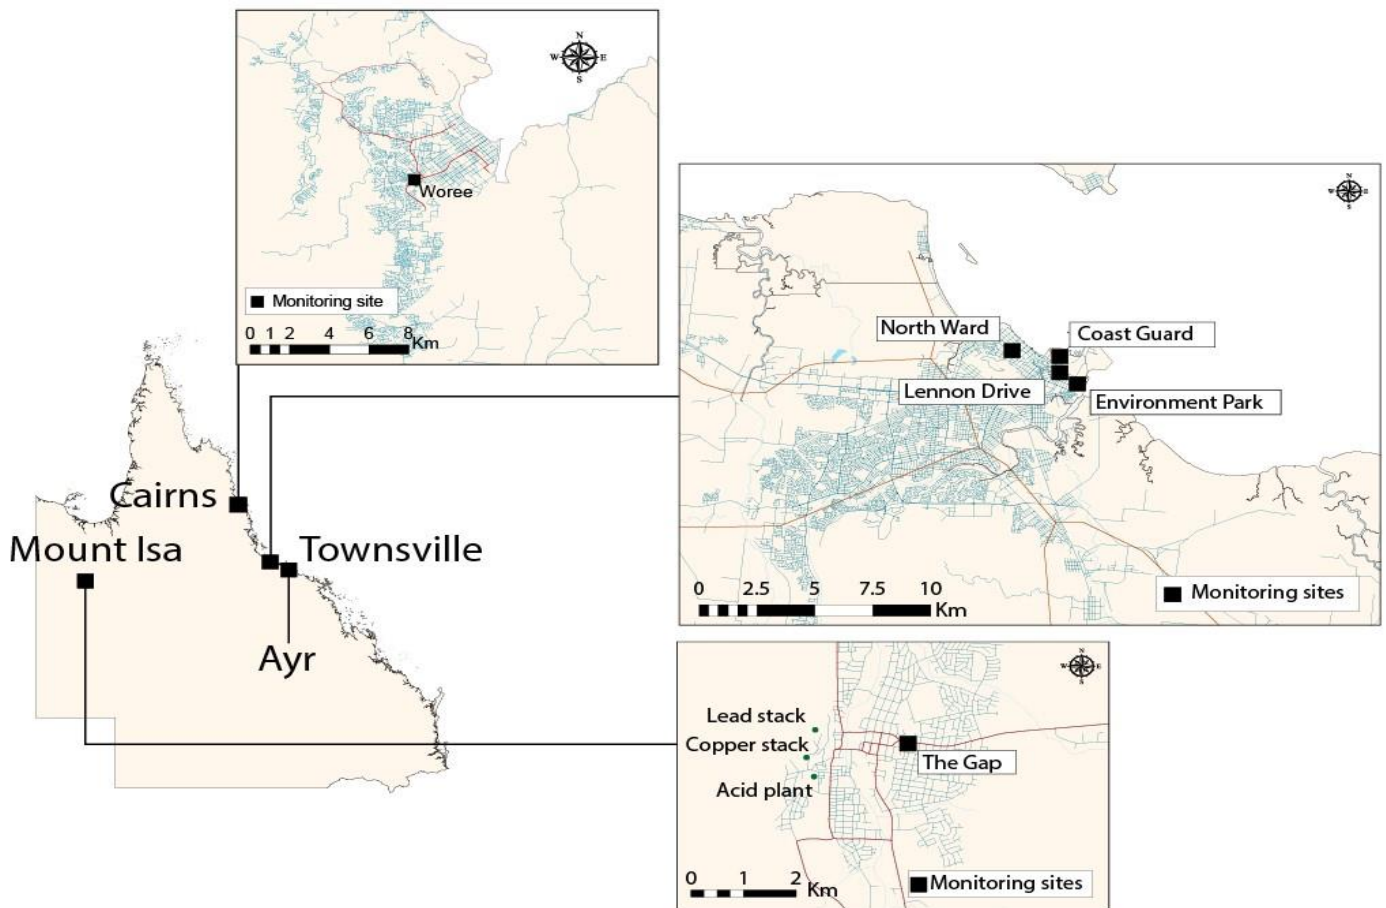 N
W E
S
Woree
Monitoring site
0 1 2 4 6 8
Km
N
W E
S
North Ward
Coast Guard
Lennon Drive
Environment Park
0 2.5 5 7.5 10
Km
Monitoring sites
Cairns
Mount Isa
Townsville
Ayr
N
W E
S
Lead stack
Copper stack
The Gap
Acid plant
0 1 2
Km
Monitoring sites